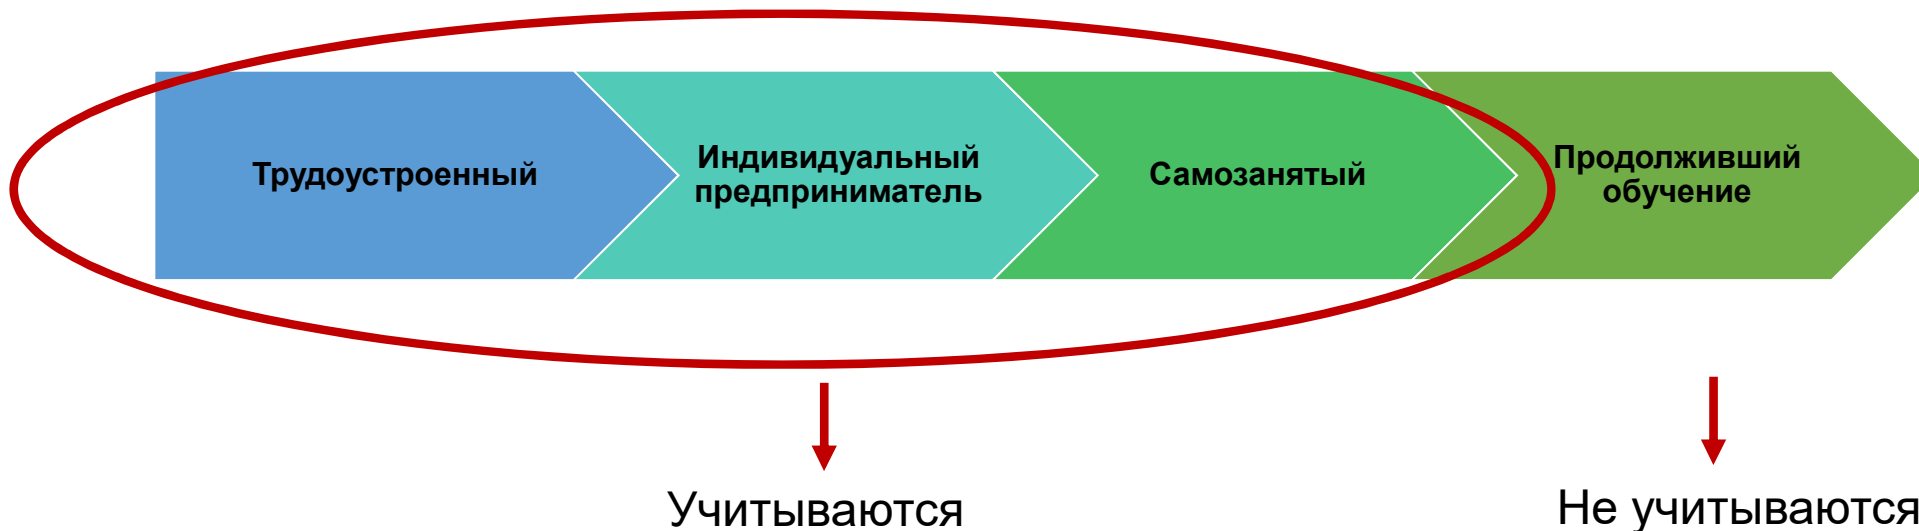 Трудоустроенный
Индивидуальный
предприниматель
Самозанятый
Продолживший
обучение
Учитываются
Не учитываются